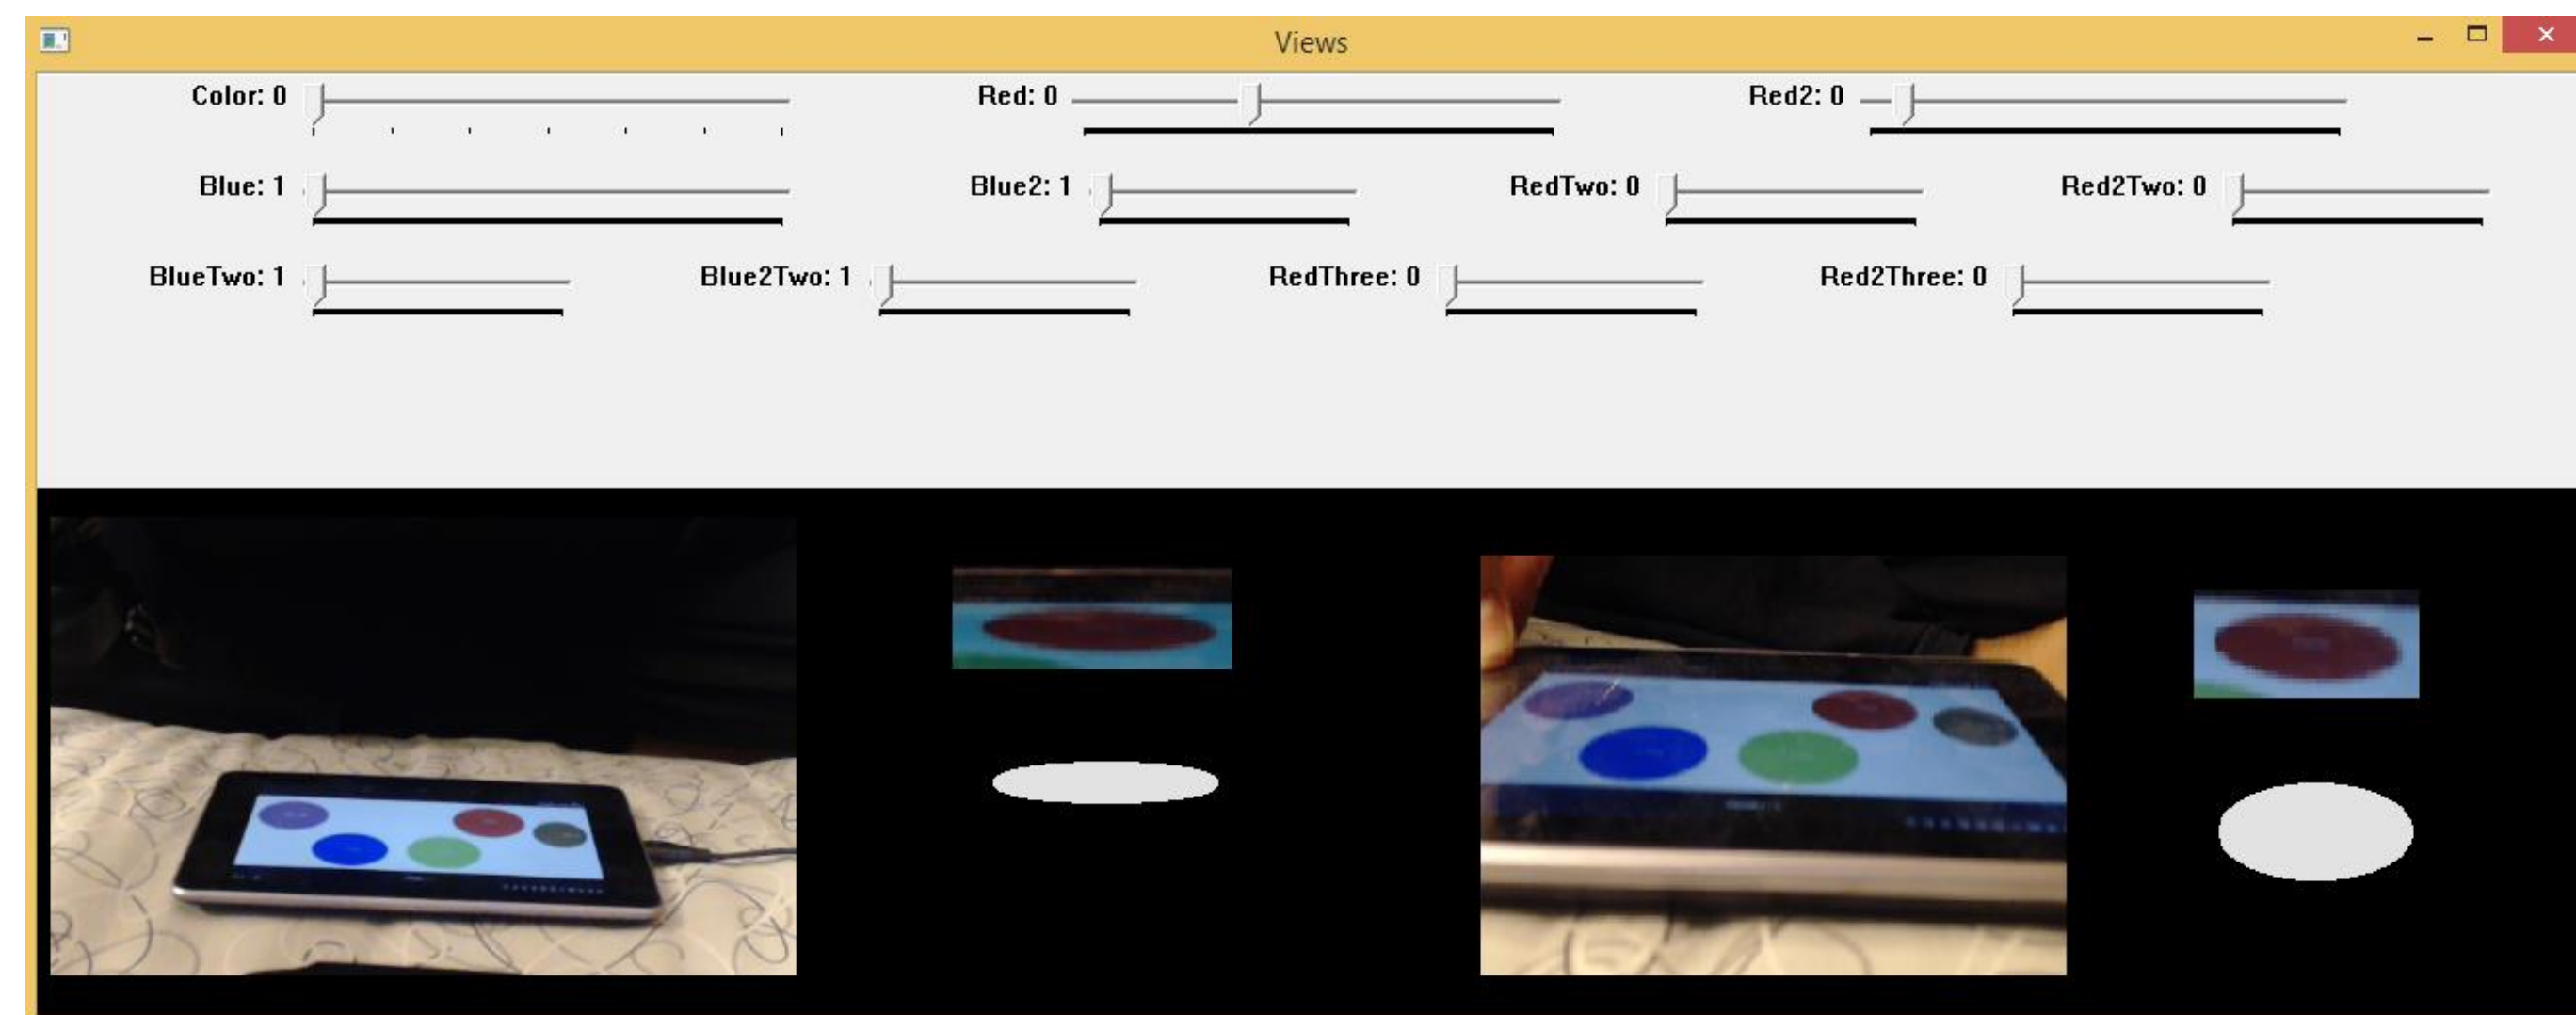 Views
Color: 0 Red: 0 Red2: 0
Blue: 1 Blue2: 1 RedTwo: 0 Red2Two: 0
BlueTwo: 1 Blue2Two: 1 RedThree: 0 Red2Three: 0